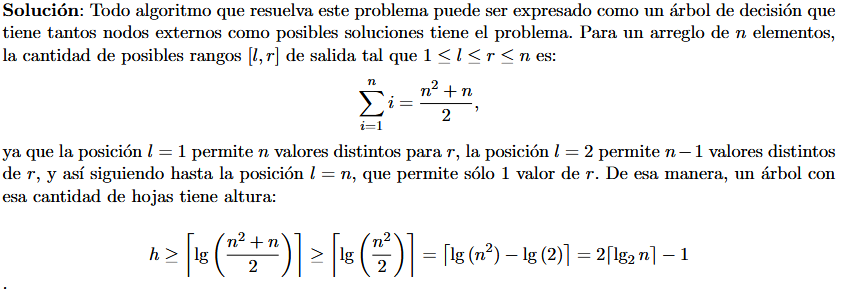 Solución: Todo algoritmo que resuelva este problema puede ser expresado como un árbol de decisión que
tiene tantos nodos externos como posibles soluciones tiene el problema. Para un arreglo de n elementos,
la cantidad de posibles rangos [l, r] de salida tal que 1 ≤ l ≤ r ≤ n es:
\sum_{i=1}^{n} i = \frac{n^2 + n}{2},
ya que la posición l = 1 permite n valores distintos para r, la posición l = 2 permite n − 1 valores distintos
de r, y así siguiendo hasta la posición l = n, que permite sólo 1 valor de r. De esa manera, un árbol con
esa cantidad de hojas tiene altura:
h \geq \left\lceil \lg \left( \frac{n^2 + n}{2} \right) \right\rceil \geq \left\lceil \lg \left( \frac{n^2}{2} \right) \right\rceil = \lceil \lg (n^2) - \lg (2) \rceil = 2 \lceil \lg_2 n \rceil - 1
.